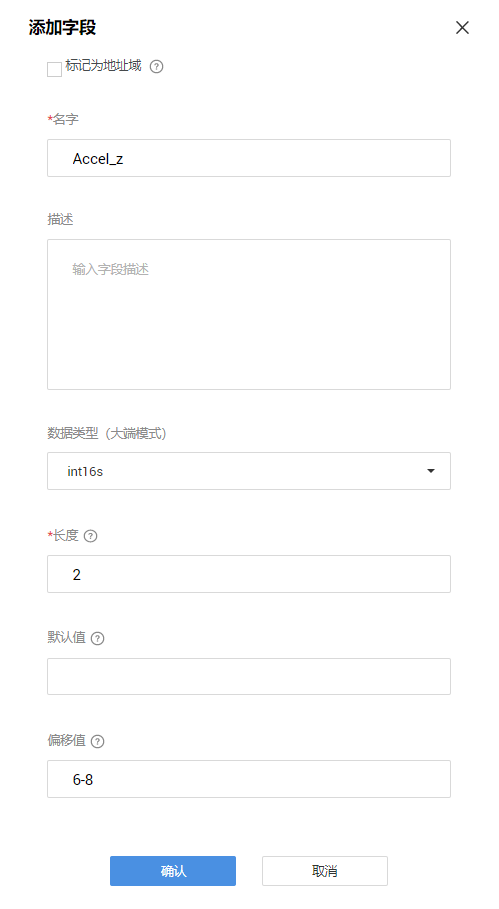 添加字段
标记为地址域 ?
*名字
Accel_z
描述
输入字段描述
数据类型（大端模式）
int16s
*长度 ?
2
默认值 ?
偏移值 ?
6-8
确认 取消